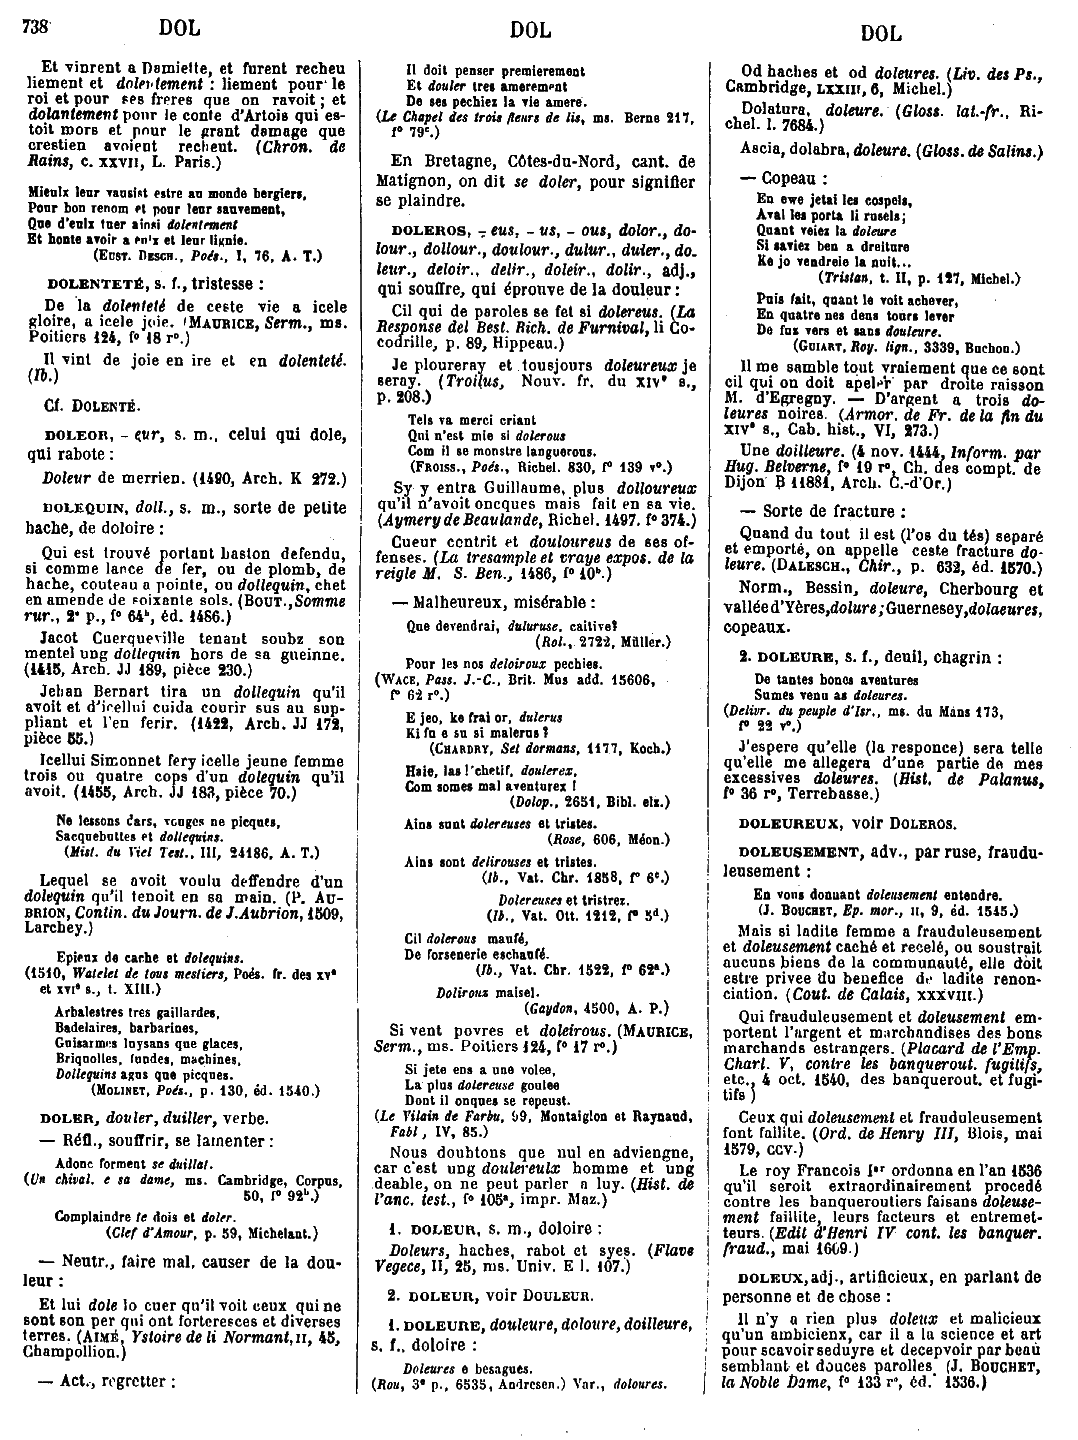 738 DOL DOL DOL
Et vinrent a Damiette, et furent recheu
liement et dolentement : liement pour le
roi et pour ses freres que on ravoit ; et
dolantement pour le conte d'Artois qui es-
toit mors et pour le grant damage que
crestien avoient recheut. (Chron. de
Rains, c. XXVII, L. Paris.)
Mieulx leur vausist estre au monde bergiers,
Pour bon renom et pour leur sauvement,
Que d'eulx tuer ainsi dolentement
Et honte avoir a eulx et leur lignie.
(EUST. DESCH., Poés., I, 76, A. T.)
DOLENTETÉ, s. f., tristesse :
De la dolenteté de ceste vie a icele
gloire, a icele joie. (MAURICE, Serm., ms.
Poitiers 124, f° 18 r°.)
Il vint de joie en ire et en dolenteté.
(Ib.)
Cf. DOLENTÉ.
DOLEOR, - eur, s. m., celui qui dole,
qui rabote :
Doleur de merrien. (1490, Arch. K 272.)
DOLEQUIN, doll., s. m., sorte de petite
hache, de doloire :
Qui est trouvé portant baston defendu,
si comme lance de fer, ou de plomb, de
hache, couteau a pointe, ou dollequin, chet
en amende de soixante sols. (BOUT., Somme
rur., 2e p., f° 64b, éd. 1486.)
Jacot Cuerqueville tenant soubz son
mentel ung dollequin hors de sa gueinne.
(1415, Arch. JJ 189, pièce 230.)
Jehan Bernart tira un dollequin qu'il
avoit et d'icellui cuida courir sus au sup-
pliant et l'en ferir. (1422, Arch. JJ 172,
pièce 55.)
Icellui Simonnet fery icelle jeune femme
trois ou quatre cops d'un dolequin qu'il
avoit. (1455, Arch. JJ 183, pièce 70.)
Ne lessons dars, vouges ne picques,
Sacquebuttes et dollequins.
(Mist. du Viel Test., III, 24186, A. T.)
Lequel se avoit voulu deffendre d'un
dolequin qu'il tenoit en sa main. (P. AU-
BRION, Contin. du Journ. de J. Aubrion, 1509,
Larchey.)
Epieux de carhe et dolequins.
(1510, Watelet de tous mestiers, Poés. fr. des XVe
et XVIe s., t. XIII.)
Arbalestres tres gaillardes,
Badelaires, barbarines,
Guisarmes luysans que glaces,
Briquolles, fundes, machines,
Dollequins agus que picques.
(MOLINET, Poés., p. 130, éd. 1540.)
DOLER, douler, duiller, verbe.
— Réfl., souffrir, se lamenter :
Adonc forment se duillat.
(Un chival. e sa dame, ms. Cambridge, Corpus,
50, f° 92b.)
Complaindre te dois et doler.
(Clef d'Amour, p. 59, Michelant.)
— Neutr., faire mal, causer de la dou-
leur :
Et lui dole lo cuer qu'il voit ceux qui ne
sont son per qui ont forteresces et diverses
terres. (AIMÉ, Ystoire de li Normant, II, 45,
Champollion.)
— Act., regretter :
Il doit penser premierement
Et douler tres amerement
De ses pechiez la vie amere.
(Le Chapel des trois fleurs de lis, ms. Berne 217,
f° 79c.)
En Bretagne, Côtes-du-Nord, cant. de
Matignon, on dit se doler, pour signifier
se plaindre.
DOLEROS, - eus, - us, - ous, dolor., do-
lour., dollour., doulour., dulur., duler., do-
leur., deloir., delir., doleir., dolir., adj.,
qui souffre, qui éprouve de la douleur :
Cil qui de paroles se fet si dolereus. (La
Response del Best. Rich. de Furnival, li Co-
codrille, p. 89, Hippeau.)
Je ploureray et tousjours doleureux je
seray. (Troilus, Nouv. fr. du XIVe s.,
p. 208.)
Tels va merci criant
Qui n'est mie si dolerous
Com il se monstre languerous.
(FROISS., Poés., Richel. 830, f° 139 v°.)
Sy y entra Guillaume, plus dolloureux
qu'il n'avoit oncques mais fait en sa vie.
(Aymery de Beaulande, Richel. 1497, f° 374.)
Cueur contrit et douloureus de ses of-
fenses. (La tresample et vraye expos. de la
reigle M. S. Ben., 1486, f° 10b.)
— Malheureux, misérable :
Que devendrai, duluruse, caitive?
(Rol., 2722, Müller.)
Pour les nos deloiroux pechies.
(WACE, Pass. J.-C., Brit. Mus add. 15606,
f° 62 r°.)
E jeo, ke frai or, dulerus
Ki fu e su si malerus?
(CHARDRY, Set dormans, 1177, Koch.)
Haie, las l'chetif, doulerex,
Com somes mal aventurex !
(Dolop., 2651, Bibl. elz.)
Ains sunt dolereuses et tristes.
(Rose, 606, Méon.)
Ains sont delirouses et tristes.
(Ib., Vat. Chr. 1858, f° 6c.)
Dolereuses et tristrez.
(Ib., Vat. Ott. 1212, f° 5d.)
Cil dolerous maufé,
De forsenerie eschaufé.
(Ib., Vat. Chr. 1522, f° 62a.)
Doliroux maisel.
(Gaydon, 4500, A. P.)
Si vent povres et doleirous. (MAURICE,
Serm., ms. Poitiers 124, f° 17 r°.)
Si jete ens a une volee,
La plus dolereuse goulee
Dont il onques se repeust.
(Le Vilain de Farbu, 99, Montaiglon et Raynaud,
Fabl, IV, 85.)
Nous doubtons que nul en adviengne,
car c'est ung doulereulx homme et ung
deable, on ne peut parler a luy. (Hist. de
l'anc. test., f° 105a, impr. Maz.)
1. DOLEUR, s. m., doloire :
Doleurs, haches, rabot et syes. (Flave
Vegece, II, 25, ms. Univ. E I. 107.)
2. DOLEUR, voir DOULEUR.
1. DOLEURE, douleure, doloure, doilleure,
s. f., doloire :
Doleures e besagues.
(Rou, 3e p., 6535, Andresen.) Var., doloures.
Od haches et od doleures. (Liv. des Ps.,
Cambridge, LXXIII, 6, Michel.)
Dolatura, doleure. (Gloss. lat.-fr., Ri-
chel. l. 7684.)
Ascia, dolabra, doleure. (Gloss. de Salins.)
— Copeau :
En ewe jetai les cospels,
Aval les porta li rusels;
Quant veiez la doleure
Si saviez ben a dreiture
Ke jo vendreie la nuit...
(Tristan, t. II, p. 127, Michel.)
Puis fait, quant le voit achever,
En quatre nes dens tours lever
De fus vers et sans douleure.
(GUIART, Roy. lign., 3339, Buchon.)
Il me samble tout vraiement que ce sont
cil qui on doit apeler par droite raisson
M. d'Egregny. — D'argent a trois do-
leures noires. (Armor. de Fr. de la fin du
XIVe s., Cab. hist., VI, 273.)
Une doilleure. (4 nov. 1444, Inform. par
Hug. Belverne, f° 19 r°, Ch. des compt. de
Dijon B 11881, Arch. C.-d'Or.)
— Sorte de fracture :
Quand du tout il est (l'os du tés) separé
et emporté, on appelle ceste fracture do-
leure. (DALESCH., Chir., p. 632, éd. 1570.)
Norm., Bessin, doleure, Cherbourg et
vallée d'Yères, dolure; Guernesey, dolaeures,
copeaux.
2. DOLEURE, s. f., deuil, chagrin :
De tantes bones aventures
Sumes venu as doleures.
(Delivr. du peuple d'Isr., ms. du Mans 173,
f° 22 v°.)
J'espere qu'elle (la responce) sera telle
qu'elle me allegera d'une partie de mes
excessives doleures. (Hist. de Palanus,
f° 36 r°, Terrebasse.)
DOLEUREUX, voir DOLEROS.
DOLEUSEMENT, adv., par ruse, fraudu-
leusement :
En vous donnant doleusement entendre.
(J. BOUCHET, Ep. mor., II, 9, éd. 1545.)
Mais si ladite femme a frauduleusement
et doleusement caché et recelé, ou soustrait
aucuns biens de la communauté, elle doit
estre privee du benefice de ladite renon-
ciation. (Cout. de Calais, XXXVIII.)
Qui frauduleusement et doleusement em-
portent l'argent et marchandises des bons
marchands estrangers. (Placard de l'Emp.
Chart. V, contre les banquerout. fugitifs,
etc., 4 oct. 1540, des banquerout. et fugi-
tifs )
Ceux qui doleusement et frauduleusement
font faillite. (Ord. de Henry III, Blois, mai
1579, CCV.)
Le roy Francois Ier ordonna en l'an 1536
qu'il seroit extraordinairement procedé
contre les banqueroutiers faisans doleuse-
ment faillite, leurs facteurs et entremet-
teurs. (Edit d'Henri IV cont. les banquer.
fraud., mai 1609.)
DOLEUX, adj., artificieux, en parlant de
personne et de chose :
Il n'y a rien plus doleux et malicieux
qu'un ambicieux, car il a la science et art
pour scavoir seduyre et decepvoir par beau
semblant et douces parolles. (J. BOUCHET,
la Noble Dame, f° 133 r°, éd. 1536.)